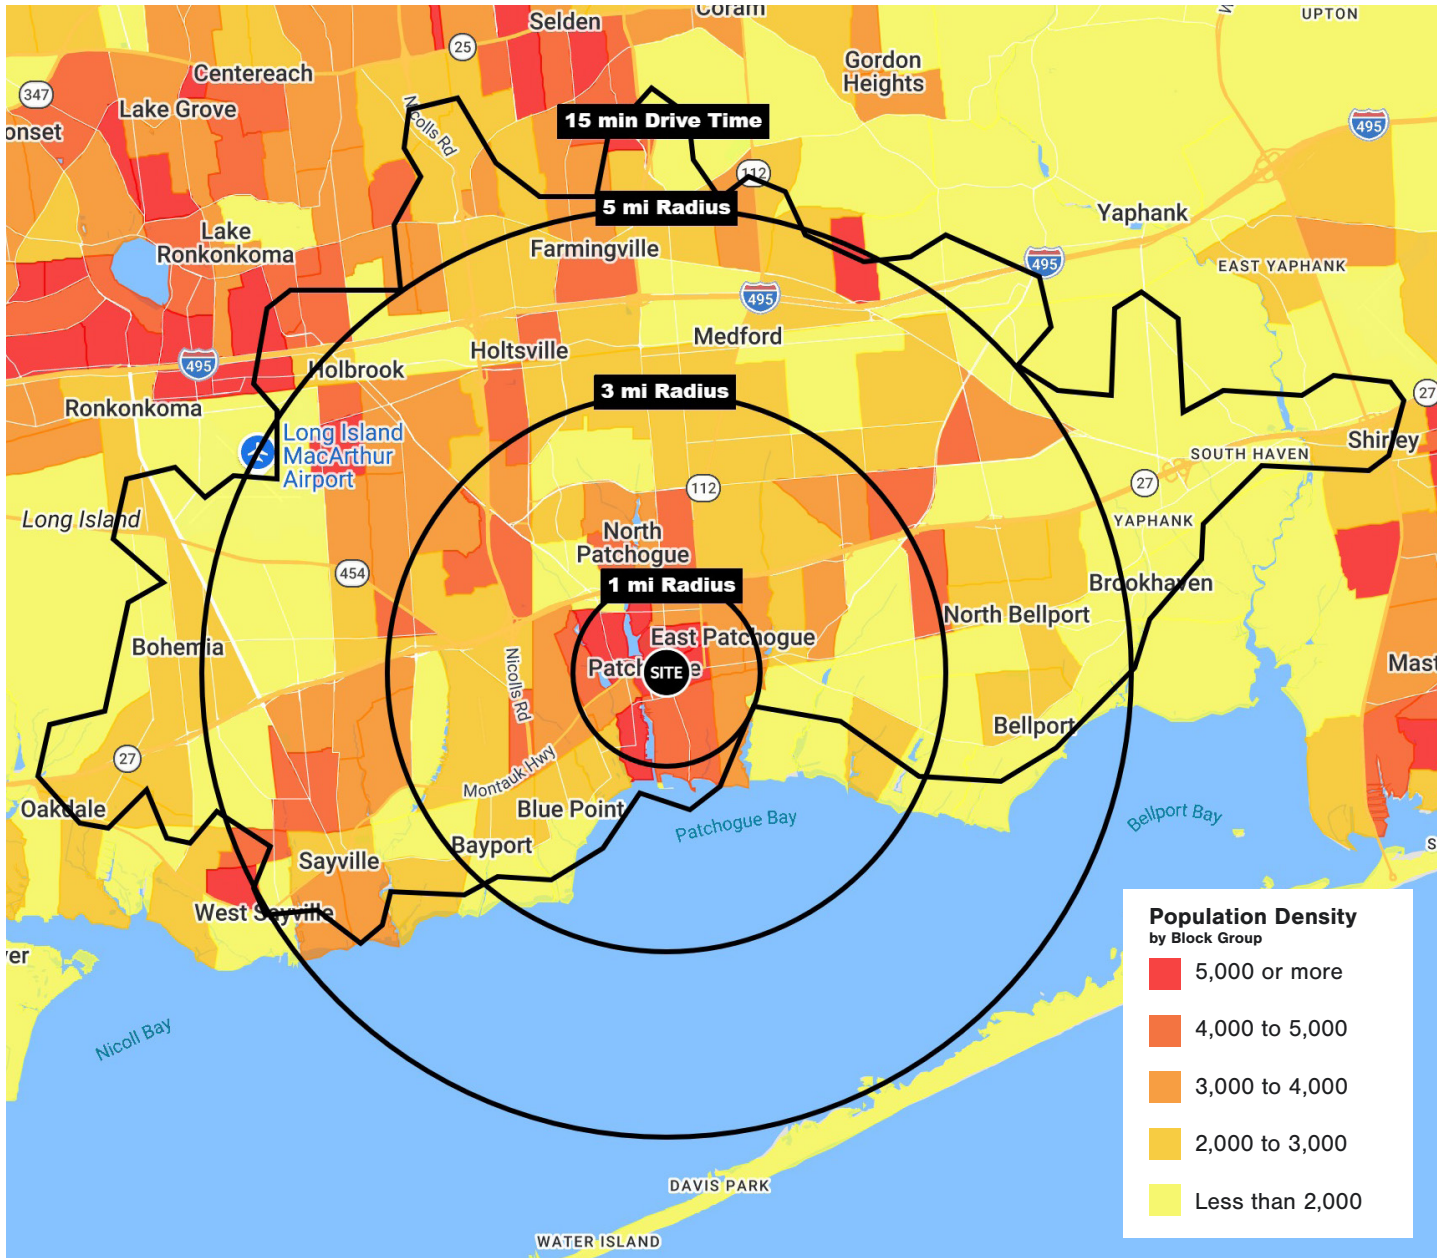 Coram
UPTON
Selden
25
Gordon
Heights
Centereach
347
Lake Grove
Nicolls Rd
15 min Drive Time
495
onset
112
5 mi Radius
Yaphank
Lake
Ronkonkoma
Farmingville
495
EAST YAPHANK
495
Medford
Holtsville
495
Holbrook
3 mi Radius
27
Ronkonkoma
Long Island
MacArthur
Airport
Shirley
SOUTH HAVEN
112
27
Long Island
YAPHANK
North
Patchogue
454
1 mi Radius
Brookhaven
North Bellport
East Patchogue
Bohemia
Nicolls Rd
SITE
Mast
Bellport
27
Montauk Hwy
Oakdale
Blue Point
Patchogue Bay
Bellport Bay
Bayport
Sayville
S
West Sayville
ver
Nicoll Bay
DAVIS PARK
WATER ISLAND
Population Density
by Block Group
5,000 or more
4,000 to 5,000
3,000 to 4,000
2,000 to 3,000
Less than 2,000